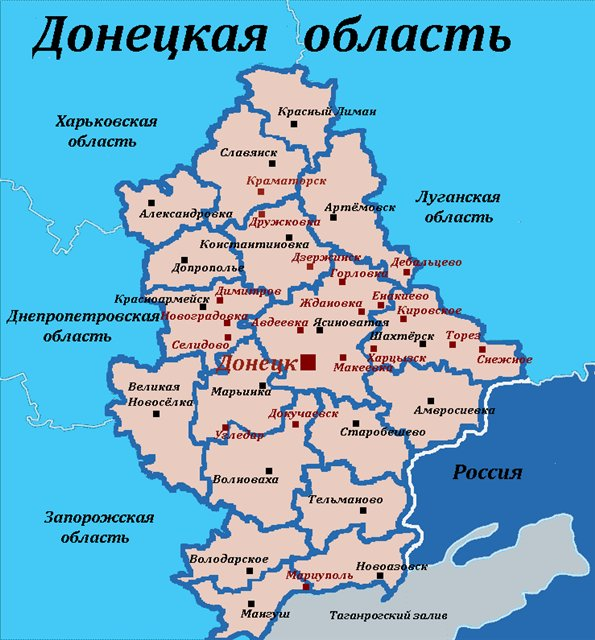 Донецкая область
Красный Лиман
Харьковская
область
Славянск
Краматорск
Луганская
область
Артёмовск
Александровка
Дружковка
Константиновка
Дзержинск
Дебальцево
Допрополье
Горловка
Димитров
Красноармейск
Ждановка
Енакиево
Кировское
Днепропетровская
область
Новоградовка
Авдеевка
Ясиноватая
Шахтёрск
Торез
Селидово
Донецк
Макеевка
Харцызск
Снежное
Великая
Новосёлка
Марьинка
Докучаевск
Амвросиевка
Угледар
Старобешево
Волноваха
Россия
Тельманово
Запорожская
область
Володарское
Мариуполь
Новоазовск
Мангуш
Таганрогский залив